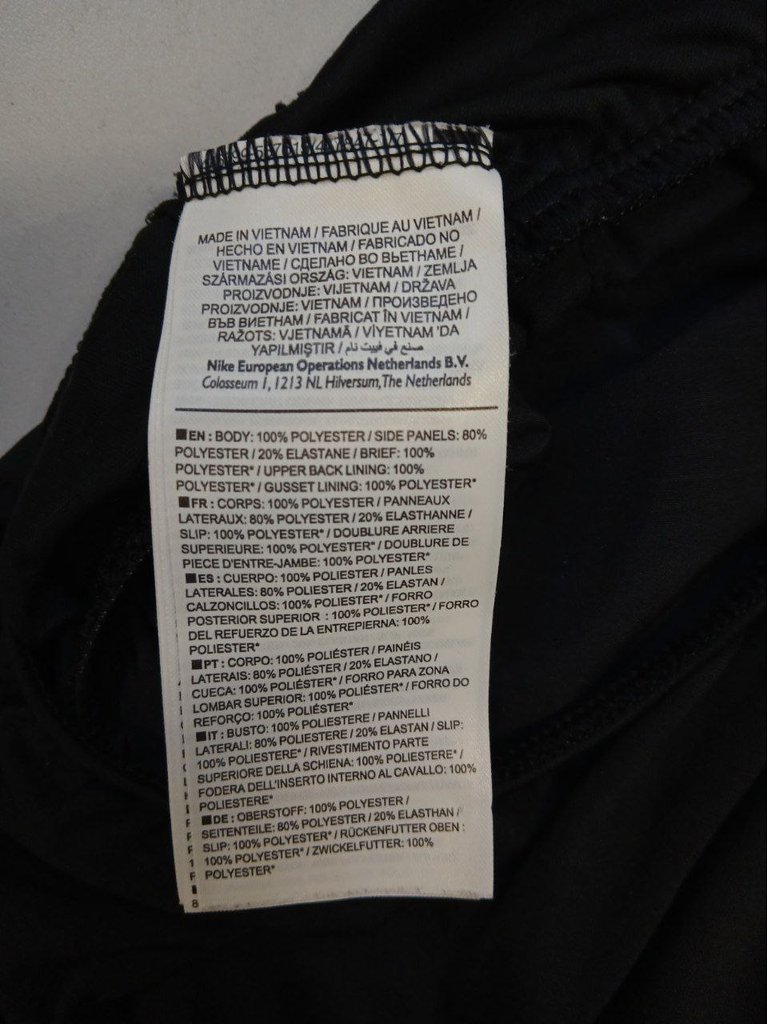 MADE IN VIETNAM / FABRIQUE AU VIETNAM /
HECHO EN VIETNAM / FABRICADO NO
VIETNAME / СДЕЛАНО ВО ВЬЕТНАМЕ /
SZÁRMAZÁSI ORSZÁG: VIETNAM / ZEMLJA
PROIZVODNJE: VIJETNAM / DRŽAVA
PROIZVODNJE: VIETNAM / ПРОИЗВЕДЕНО
ВЪВ ВИЕТНАМ / FABRICAT ÎN VIETNAM /
RAŽOTS: VJETNAMĀ / VİYETNAM 'DA
YAPILMIŞTIR / صنع في فييت نام
Nike European Operations Netherlands B.V.
Colosseum 1, 1213 NL Hilversum, The Netherlands
EN : BODY: 100% POLYESTER / SIDE PANELS: 80%
POLYESTER / 20% ELASTANE / BRIEF: 100%
POLYESTER* / UPPER BACK LINING: 100%
POLYESTER* / GUSSET LINING: 100% POLYESTER*
FR : CORPS: 100% POLYESTER / PANNEAUX
LATERAUX: 80% POLYESTER / 20% ELASTHANNE /
SLIP: 100% POLYESTER* / DOUBLURE ARRIERE
SUPERIEURE: 100% POLYESTER* / DOUBLURE DE
PIECE D'ENTRE-JAMBE: 100% POLYESTER*
ES : CUERPO: 100% POLIESTER / PANLES
LATERALES: 80% POLIESTER / 20% ELASTAN /
CALZONCILLOS: 100% POLIESTER* / FORRO
POSTERIOR SUPERIOR : 100% POLIESTER* / FORRO
DEL REFUERZO DE LA ENTREPIERNA: 100%
POLIESTER*
PT : CORPO: 100% POLIÉSTER / PAINÉIS
LATERAIS: 80% POLIÉSTER / 20% ELASTANO /
CUECA: 100% POLIÉSTER* / FORRO PARA ZONA
LOMBAR SUPERIOR: 100% POLIÉSTER* / FORRO DO
REFORÇO: 100% POLIÉSTER*
IT : BUSTO: 100% POLIESTERE / PANNELLI
LATERALI: 80% POLIESTERE / 20% ELASTAN / SLIP:
100% POLIESTERE* / RIVESTIMENTO PARTE
SUPERIORE DELLA SCHIENA: 100% POLIESTERE* /
FODERA DELL'INSERTO INTERNO AL CAVALLO: 100%
POLIESTERE*
DE : OBERSTOFF: 100% POLYESTER /
SEITENTEILE: 80% POLYESTER / 20% ELASTHAN /
SLIP: 100% POLYESTER* / RÜCKENFUTTER OBEN :
100% POLYESTER* / ZWICKELFUTTER: 100%
POLYESTER*